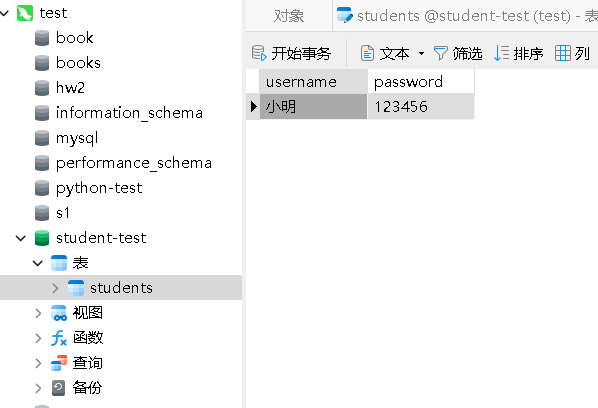 test
book
books
hw2
information_schema
mysql
performance_schema
python-test
s1
student-test
表
students
视图
函数
查询
备份
对象 students @student-test (test) - 表
开始事务 文本 筛选 排序 列
username password
小明 123456